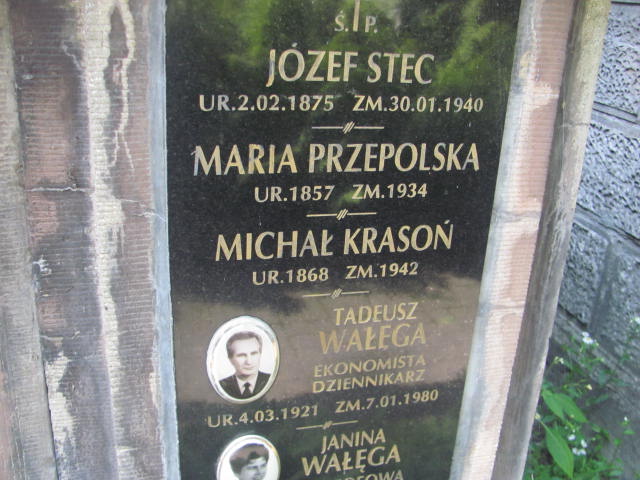 Ś. P.
JÓZEF STEC
UR.2.02.1875 ZM.30.01.1940
MARIA PRZEPOLSKA
UR.1857 ZM.1934
MICHAŁ KRASOŃ
UR.1868 ZM.1942
TADEUSZ
WAŁĘGA
EKONOMISTA
DZIENNIKARZ
UR.4.03.1921 ZM.7.01.1980
JANINA
WAŁĘGA